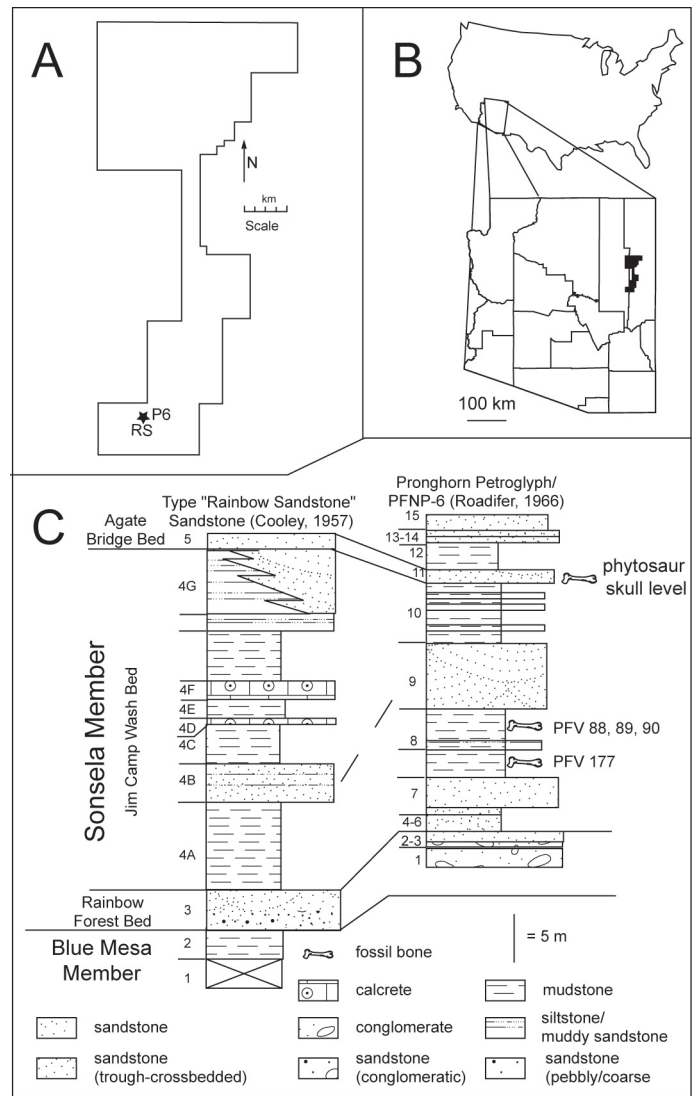 A
N
km
Scale
P6
RS
B
100 km
C
Type "Rainbow Sandstone"
Sandstone (Cooley, 1957)
Pronghorn Petroglyph/
PFNP-6 (Roadifer, 1966)
Agate
Bridge Bed
5
4G
4F
4E
4D
4C
4B
4A
3
2
1
Sonsela Member
Jim Camp Wash Bed
Rainbow
Forest Bed
Blue Mesa
Member
15
13-14
12
11
10
9
8
7
4-6
2-3
1
phytosaur
skull level
PFV 88, 89, 90
PFV 177
= 5 m
fossil bone
calcrete
mudstone
sandstone
conglomerate
siltstone/
muddy sandstone
sandstone
(trough-crossbedded)
sandstone
(conglomeratic)
sandstone
(pebbly/coarse